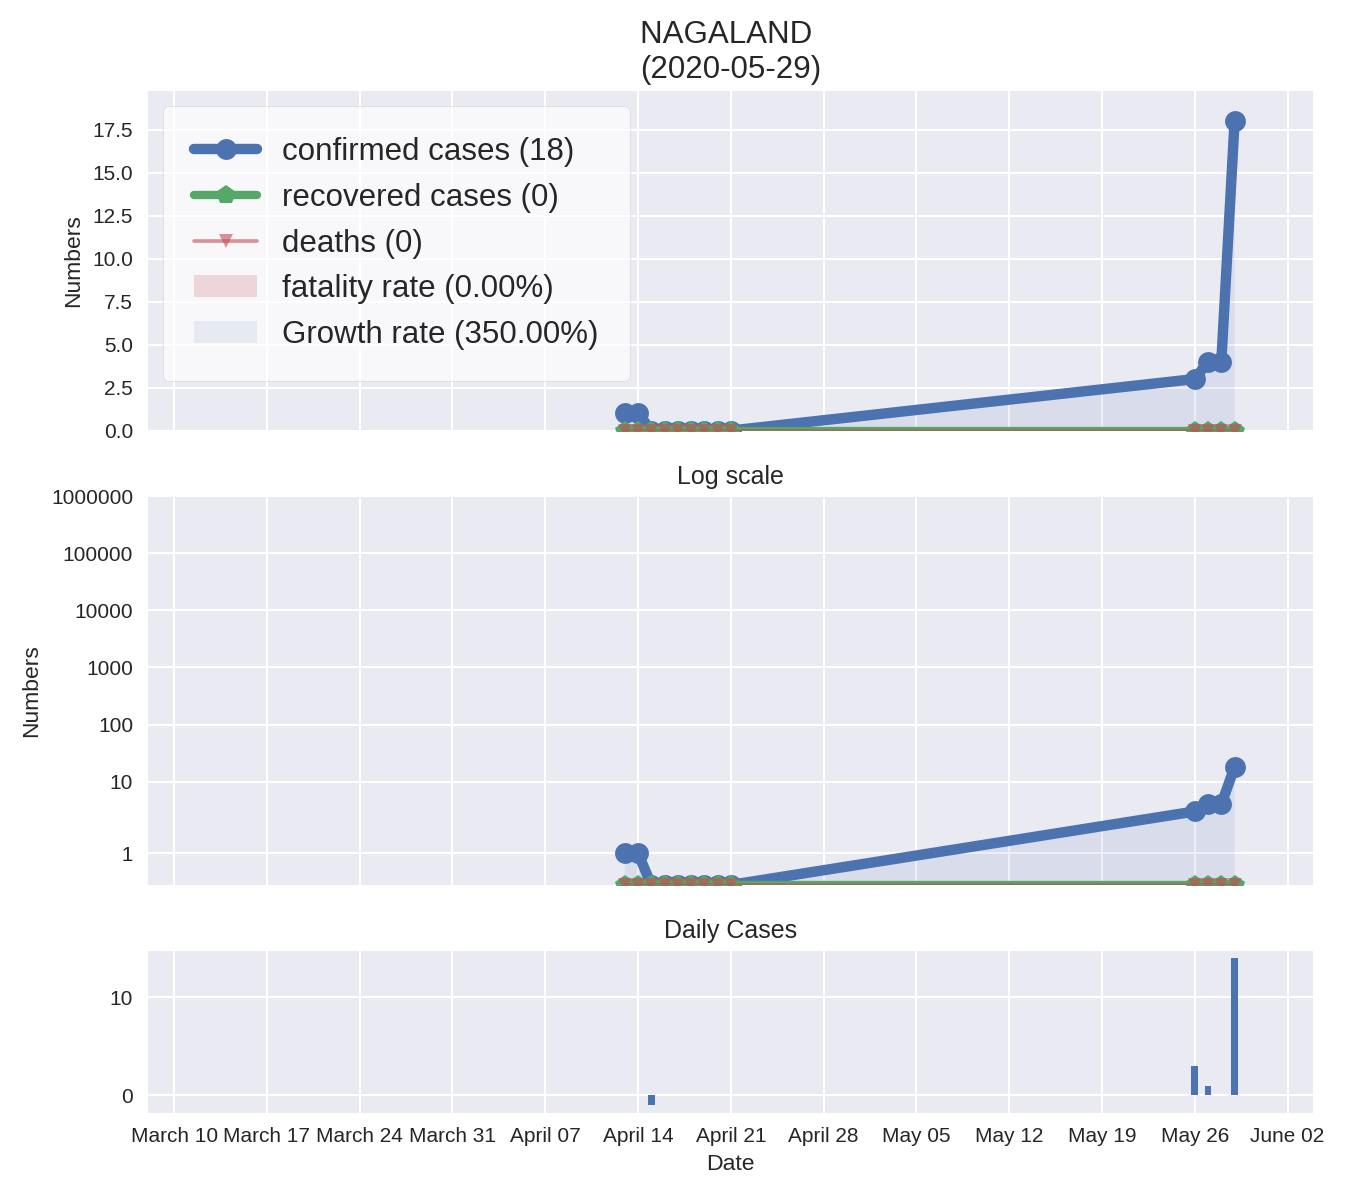 NAGALAND
(2020-05-29)
17.5
15.0
12.5
10.0
7.5
5.0
2.5
0.0
Numbers
confirmed cases (18)
recovered cases (0)
deaths (0)
fatality rate (0.00%)
Growth rate (350.00%)
Log scale
1000000
100000
10000
1000
100
10
1
Numbers
Daily Cases
10
0
March 10 March 17 March 24 March 31 April 07 April 14 April 21 April 28 May 05 May 12 May 19 May 26 June 02
Date